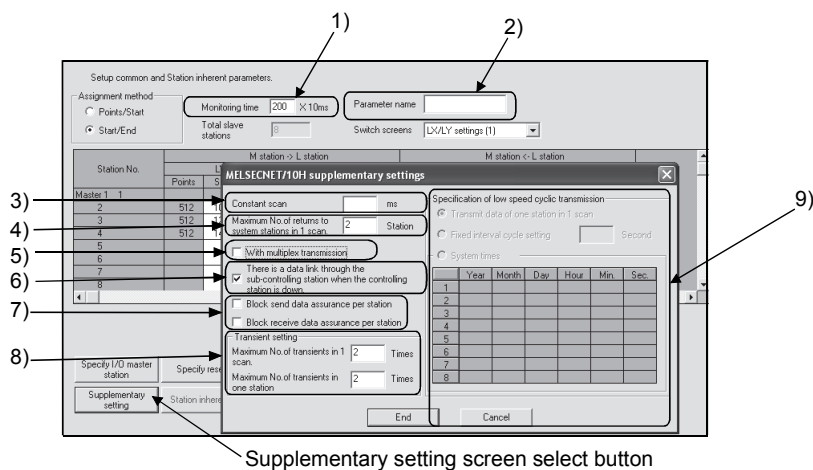 1)
2)
Setup common and Station inherent parameters.
Assignment method
Points/Start
Start/End
Monitoring time 200 X 10ms
Total slave stations 8
Parameter name
Switch screens LX/LY settings (1)
M station -> L station
M station <- L station
Station No.
Points
Master 1 1
2 512
3 512
4 512
5
6
7
8
MELSECNET/10H supplementary settings
3)
Constant scan ms
4)
Maximum No. of returns to
system stations in 1 scan. 2 Station
5)
With multiplex transmission
6)
There is a data link through the
sub-controlling station when the controlling
station is down.
7)
Block send data assurance per station
Block receive data assurance per station
8)
Transient setting
Maximum No. of transients in 1
scan. 2 Times
Maximum No. of transients in
one station 2 Times
9)
Specification of low speed cyclic transmission
Transmit data of one station in 1 scan
Fixed interval cycle setting Second
System times
Year Month Day Hour Min. Sec.
1
2
3
4
5
6
7
8
End
Cancel
Specify I/O master
station
Specify rese
Supplementary
setting
Station inhere
Supplementary setting screen select button